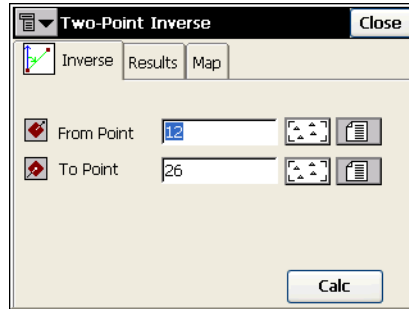 Two-Point Inverse Close
Inverse Results Map
From Point 12
To Point 26
Calc